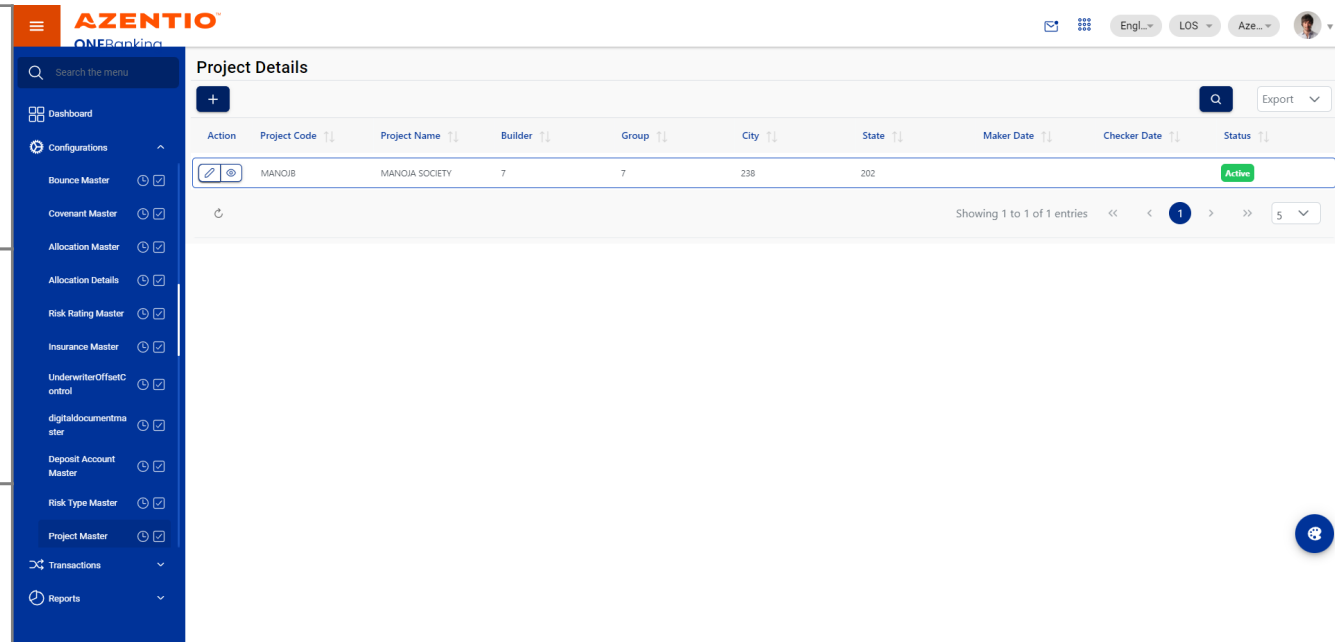 AZENTIO
ONEBanking
Engl...
LOS
Aze...
Search the menu
Dashboard
Configurations
Bounce Master
Covenant Master
Allocation Master
Allocation Details
Risk Rating Master
Insurance Master
UnderwriterOffsetC
ontrol
digitaldocumentma
ster
Deposit Account
Master
Risk Type Master
Project Master
Transactions
Reports
Project Details
+
Export
Action Project Code Project Name Builder Group City State Maker Date Checker Date Status
MANOJ8 MANOJA SOCIETY 7 7 238 202 Active
Showing 1 to 1 of 1 entries << < 1 > >> 5